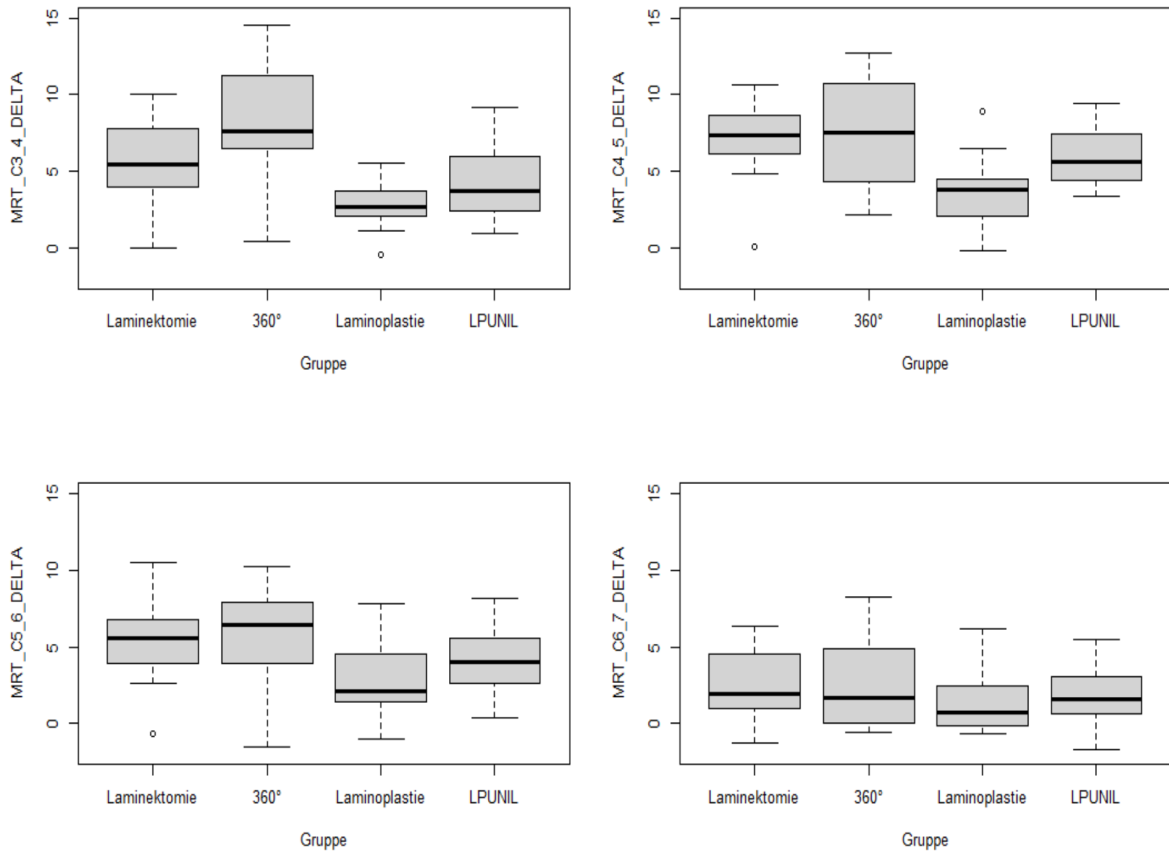 MRT_C3_4_DELTA
15
10
5
0
Laminektomie 360° Laminoplastie LPUNIL
Gruppe
MRT_C4_5_DELTA
15
10
5
0
Laminektomie 360° Laminoplastie LPUNIL
Gruppe
MRT_C5_6_DELTA
15
10
5
0
Laminektomie 360° Laminoplastie LPUNIL
Gruppe
MRT_C6_7_DELTA
15
10
5
0
Laminektomie 360° Laminoplastie LPUNIL
Gruppe